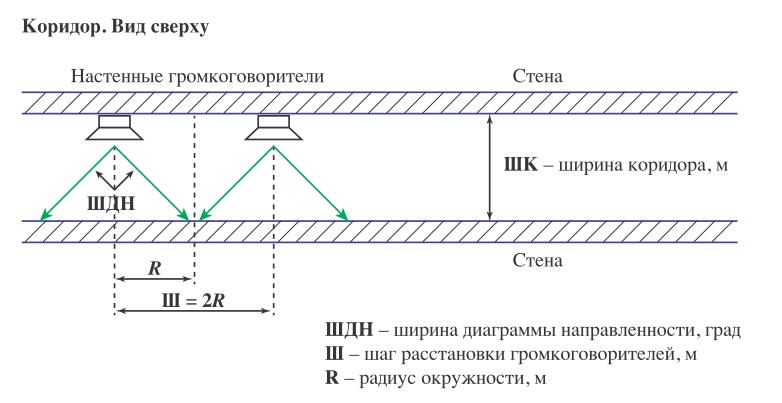 Коридор. Вид сверху
Настенные громкоговорители
Стена
ШК – ширина коридора, м
ШДН
Стена
R
Ш = 2R
ШДН – ширина диаграммы направленности, град
Ш – шаг расстановки громкоговорителей, м
R – радиус окружности, м